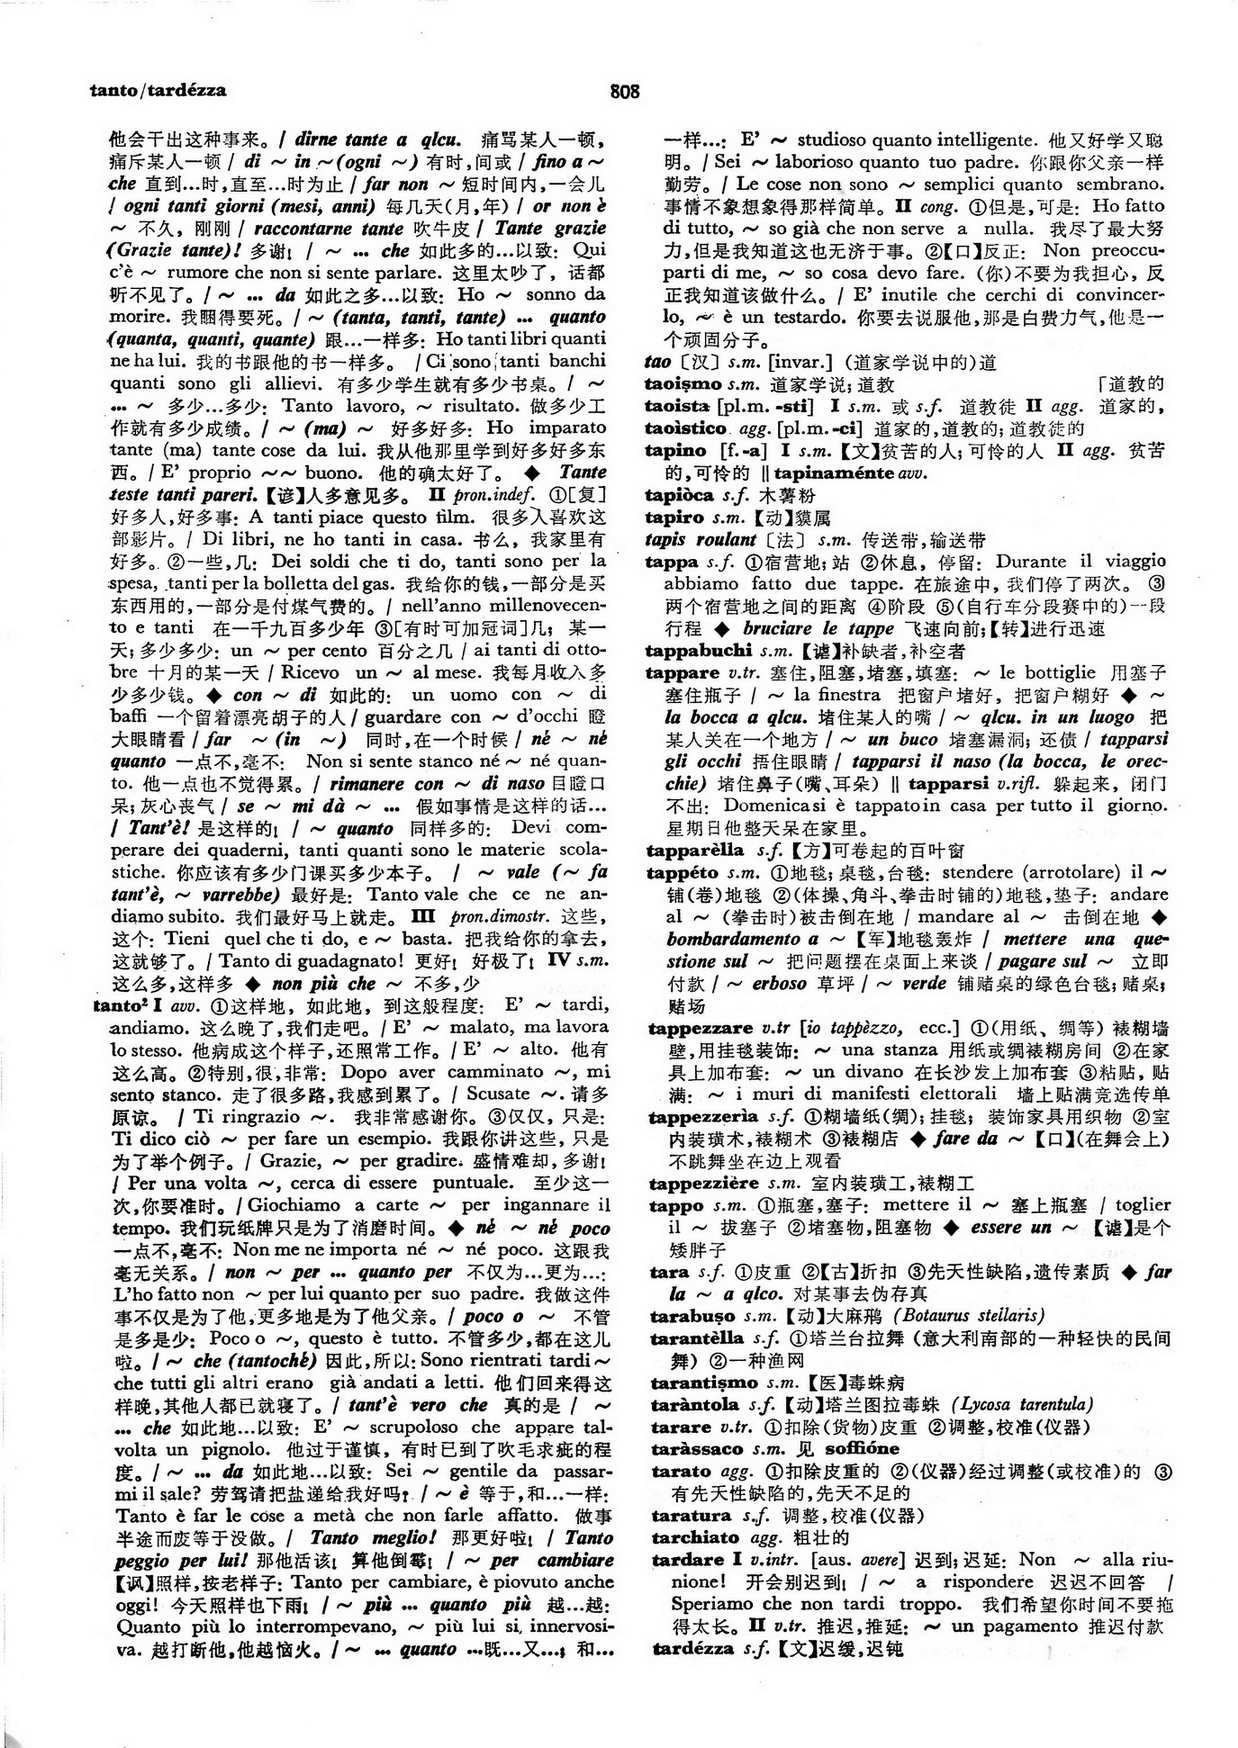 tanto/tardézza
808
他会干出这种事来。/ dirne tante a qlcu. 痛骂某人一顿,
痛斥某人一顿 / di ~ in ~ (ogni ~) 有时,间或 / fino a ~
che 直到…时,直至…时为止 / far non ~ 短时间内,一会儿
/ ogni tanti giorni (mesi, anni) 每几天(月,年) / or non è
~ 不久, 刚刚 / raccontarne tante 吹牛皮 / Tante grazie
(Grazie tante)! 多谢! / ~ … che 如此多的…以致: Qui
c'è ~ rumore che non si sente parlare. 这里太吵了, 话都
听不见了。/ ~ … da 如此之多…以致: Ho ~ sonno da
morire. 我睏得要死。/ ~ (tanta, tanti, tante) … quanto
(quanta, quanti, quante) 跟…一样多: Ho tanti libri quanti
ne ha lui. 我的书跟他的书一样多。 / Ci sono tanti banchi
quanti sono gli allievi. 有多少学生就有多少书桌。/ ~
… ~ 多少…多少: Tanto lavoro, ~ risultato. 做多少工
作就有多少成绩。/ ~ (ma) ~ 好多好多: Ho imparato
tante (ma) tante cose da lui. 我从他那里学到好多好多东
西。/ E' proprio ~~ buono. 他的确太好了。 ◆ Tante
teste tanti pareri.【谚】人多意见多。 II pron.indef. ①[复]
好多人,好多事: A tanti piace questo film. 很多人喜欢这
部影片。/ Di libri, ne ho tanti in casa. 书么, 我家里有
好多。②一些,几: Dei soldi che ti do, tanti sono per la
spesa, tanti per la bolletta del gas. 我给你的钱,一部分是买
东西用的,一部分是付煤气费的。/ nell'anno millenovecen-
to e tanti 在一千九百多少年 ③[有时可加冠词]几; 某一
天; 多少多少: un ~ per cento 百分之几 / ai tanti di otto-
bre 十月的某一天 / Ricevo un ~ al mese. 我每月收入多
少多少钱。◆ con ~ di 如此的: un uomo con ~ di
baffi 一个留着漂亮胡子的人 / guardare con ~ d'occhi 瞪
大眼睛看 / far ~ (in ~) 同时,在一个时候 / né ~ né
quanto 一点不,毫不: Non si sente stanco né ~ né quan-
to. 他一点也不觉得累。/ rimanere con ~ di naso 目瞪口
呆; 灰心丧气 / se ~ mi dà ~ … 假如事情是这样的话…
/ Tant'è! 是这样的! / ~ quanto 同样多的: Devi com-
perare dei quaderni, tanti quanti sono le materie scola-
stiche. 你应该有多少门课买多少本子。 / ~ vale (~ fa
tant'è, ~ varrebbe) 最好是: Tanto vale che ce ne an-
diamo subito. 我们最好马上就走。III pron.dimostr. 这些,
这个: Tieni quel che ti do, e ~ basta. 把我给你的拿去,
这就够了。/ Tanto di guadagnato! 更好! 好极了! IV s.m.
这么多,这样多 ◆ non più che ~ 不多,少
tanto² I avv. ①这样地, 如此地, 到这般程度: E' ~ tardi,
andiamo. 这么晚了,我们走吧。/ E' ~ malato, ma lavora
lo stesso. 他病成这个样子,还照常工作。/ E' ~ alto. 他有
这么高。②特别,很,非常: Dopo aver camminato ~, mi
sento stanco. 走了很多路,我感到累了。/ Scusate ~. 请多
原谅。 / Ti ringrazio ~. 我非常感谢你。③仅仅, 只是:
Ti dico ciò ~ per fare un esempio. 我跟你讲这些, 只是
为了举个例子。/ Grazie, ~ per gradire. 盛情难却,多谢!
/ Per una volta ~, cerca di essere puntuale. 至少这一
次,你要准时。/ Giochiamo a carte ~ per ingannare il
tempo. 我们玩纸牌只是为了消磨时间。◆ né ~ né poco
一点不,毫不: Non me ne importa né ~ né poco. 这跟我
毫无关系。/ non ~ per … quanto per 不仅为…更为…:
L'ho fatto non ~ per lui quanto per suo padre. 我做这件
事不仅是为了他,更多地是为了他父亲。/ poco o ~ 不管
是多是少: Poco o ~, questo è tutto. 不管多少,都在这儿
啦。/ ~ che (tantoché) 因此,所以: Sono rientrati tardi ~
che tutti gli altri erano già andati a letti. 他们回来得这
样晚,其他人都已就寝了。/ tant'è vero che 真的是 / ~
… che 如此地…以致: E' ~ scrupoloso che appare tal-
volta un pignolo. 他过于谨慎, 有时已到了吹毛求疵的程
度。/ ~ … da 如此地…以致: Sei ~ gentile da passar-
mi il sale? 劳驾请把盐递给我好吗? / ~ è 等于,和…一样:
Tanto è far le cose a metà che non farle affatto. 做事
半途而废等于没做。/ Tanto meglio! 那更好啦! / Tanto
peggio per lui! 那他活该! 算他倒霉! / ~ per cambiare
【讽】照样,按老样子: Tanto per cambiare, è piovuto anche
oggi! 今天照样也下雨! / ~ più … quanto più 越…越:
Quanto più lo interrompevano, ~ più lui si innervosi-
va. 越打断他,他越恼火。/ ~ … quanto …既…又…; 和…
一样…: E' ~ studioso quanto intelligente. 他又好学又聪
明。/ Sei ~ laborioso quanto tuo padre. 你跟你父亲一样
勤劳。/ Le cose non sono ~ semplici quanto sembrano.
事情不象想象得那样简单。II cong. ①但是,可是: Ho fatto
di tutto, ~ so già che non serve a nulla. 我尽了最大努
力,但是我知道这也无济于事。②【口】反正: Non preoccu-
parti di me, ~ so cosa devo fare. (你)不要为我担心, 反
正我知道该做什么。/ E' inutile che cerchi di convincer-
lo, ~ è un testardo. 你要去说服他,那是白费力气,他是一
个顽固分子。
tao〔汉〕s.m. [invar.] (道家学说中的)道
taoismo s.m. 道家学说; 道教 「道教的
taoista [pl.m. -sti] I s.m. 或 s.f. 道教徒 II agg. 道家的,
taoìstico agg. [pl.m. -ci] 道家的,道教的; 道教徒的
tapino [f. -a] I s.m.【文】贫苦的人; 可怜的人 II agg. 贫苦
的,可怜的 ‖ tapinaménte avv.
tapiòca s.f. 木薯粉
tapiro s.m.【动】貘属
tapis roulant〔法〕s.m. 传送带,输送带
tappa s.f. ①宿营地; 站 ②休息, 停留: Durante il viaggio
abbiamo fatto due tappe. 在旅途中, 我们停了两次。 ③
两个宿营地之间的距离 ④阶段 ⑤(自行车分段赛中的)一段
行程 ◆ bruciare le tappe 飞速向前;【转】进行迅速
tappabuchi s.m.【谑】补缺者,补空者
tappare v.tr. 塞住,阻塞,堵塞,填塞: ~ le bottiglie 用塞子
塞住瓶子 / ~ la finestra 把窗户堵好, 把窗户糊好 ◆ ~
la bocca a qlcu. 堵住某人的嘴 / ~ qlcu. in un luogo 把
某人关在一个地方 / ~ un buco 堵塞漏洞; 还债 / tapparsi
gli occhi 捂住眼睛 / tapparsi il naso (la bocca, le orec-
chie) 堵住鼻子(嘴、耳朵) ‖ tapparsi v.rifl. 躲起来, 闭门
不出: Domenica si è tappato in casa per tutto il giorno.
星期日他整天呆在家里。
tapparèlla s.f.【方】可卷起的百叶窗
tappéto s.m. ①地毯; 桌毯,台毯: stendere (arrotolare) il ~
铺(卷)地毯 ②(体操、角斗、拳击时铺的)地毯,垫子: andare
al ~ (拳击时)被击倒在地 / mandare al ~ 击倒在地 ◆
bombardamento a ~【军】地毯轰炸 / mettere una que-
stione sul ~ 把问题摆在桌面上来谈 / pagare sul ~ 立即
付款 / ~ erboso 草坪 / ~ verde 铺赌桌的绿色台毯; 赌桌;
赌场
tappezzare v.tr [io tappèzzo, ecc.] ①(用纸、绸等) 裱糊墙
壁,用挂毯装饰: ~ una stanza 用纸或绸裱糊房间 ②在家
具上加布套: ~ un divano 在长沙发上加布套 ③粘贴, 贴
满: ~ i muri di manifesti elettorali 墙上贴满竞选传单
tappezzerìa s.f. ①糊墙纸(绸); 挂毯; 装饰家具用织物 ②室
内装璜术,裱糊术 ③裱糊店 ◆ fare da ~【口】(在舞会上)
不跳舞坐在边上观看
tappezzière s.m. 室内装璜工,裱糊工
tappo s.m. ①瓶塞,塞子: mettere il ~ 塞上瓶塞 / toglier
il ~ 拔塞子 ②堵塞物,阻塞物 ◆ essere un ~【谑】是个
矮胖子
tara s.f. ①皮重 ②【古】折扣 ③先天性缺陷,遗传素质 ◆ far
la ~ a qlco. 对某事去伪存真
tarabuso s.m.【动】大麻鳽 (Botaurus stellaris)
tarantèlla s.f. ①塔兰台拉舞 (意大利南部的一种轻快的民间
舞) ②一种渔网
tarantismo s.m.【医】毒蛛病
taràntola s.f.【动】塔兰图拉毒蛛 (Lycosa tarentula)
tarare v.tr. ①扣除(货物)皮重 ②调整,校准(仪器)
taràssaco s.m. 见 soffióne
tarato agg. ①扣除皮重的 ②(仪器)经过调整(或校准)的 ③
有先天性缺陷的,先天不足的
taratura s.f. 调整,校准(仪器)
tarchiato agg. 粗壮的
tardare I v.intr. [aus. avere] 迟到; 迟延: Non ~ alla riu-
nione! 开会别迟到! / ~ a rispondere 迟迟不回答 /
Speriamo che non tardi troppo. 我们希望你时间不要拖
得太长。II v.tr. 推迟,推延: ~ un pagamento 推迟付款
tardézza s.f.【文】迟缓,迟钝